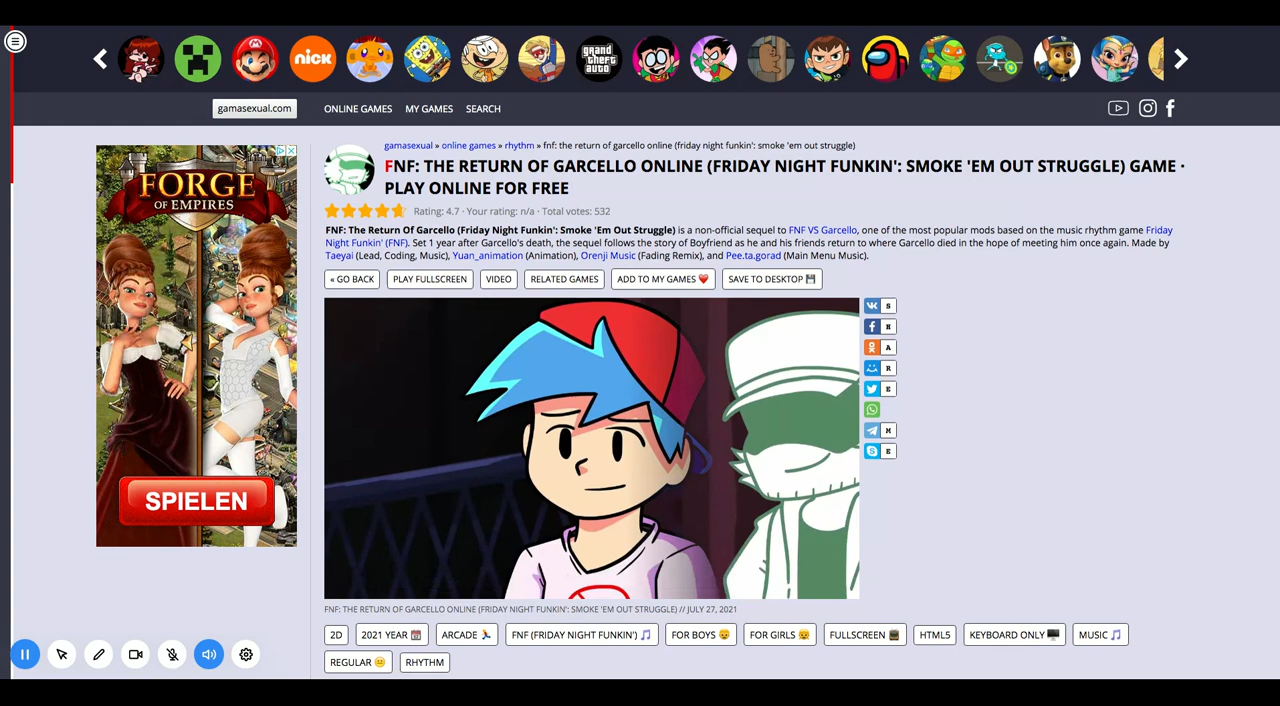 nick
grand
theft
auto
gamasexual.com
ONLINE GAMES
MY GAMES
SEARCH
gamasexual » online games » rhythm » fnf: the return of garcello online (friday night funkin': smoke 'em out struggle)
FNF: THE RETURN OF GARCELLO ONLINE (FRIDAY NIGHT FUNKIN': SMOKE 'EM OUT STRUGGLE) GAME ·
PLAY ONLINE FOR FREE
Rating: 4.7 · Your rating: n/a · Total votes: 532
FNF: The Return Of Garcello (Friday Night Funkin': Smoke 'Em Out Struggle) is a non-official sequel to FNF VS Garcello, one of the most popular mods based on the music rhythm game Friday
Night Funkin' (FNF). Set 1 year after Garcello's death, the sequel follows the story of Boyfriend as he and his friends return to where Garcello died in the hope of meeting him once again. Made by
Taeyai (Lead, Coding, Music), Yuan_animation (Animation), Orenji Music (Fading Remix), and Pee.ta.gorad (Main Menu Music).
« GO BACK
PLAY FULLSCREEN
VIDEO
RELATED GAMES
ADD TO MY GAMES
SAVE TO DESKTOP
FORGE
OF EMPIRES
SPIELEN
S
H
A
R
E
M
E
FNF: THE RETURN OF GARCELLO ONLINE (FRIDAY NIGHT FUNKIN': SMOKE 'EM OUT STRUGGLE) // JULY 27, 2021
2D
2021 YEAR
ARCADE
FNF (FRIDAY NIGHT FUNKIN')
FOR BOYS
FOR GIRLS
FULLSCREEN
HTML5
KEYBOARD ONLY
MUSIC
REGULAR
RHYTHM